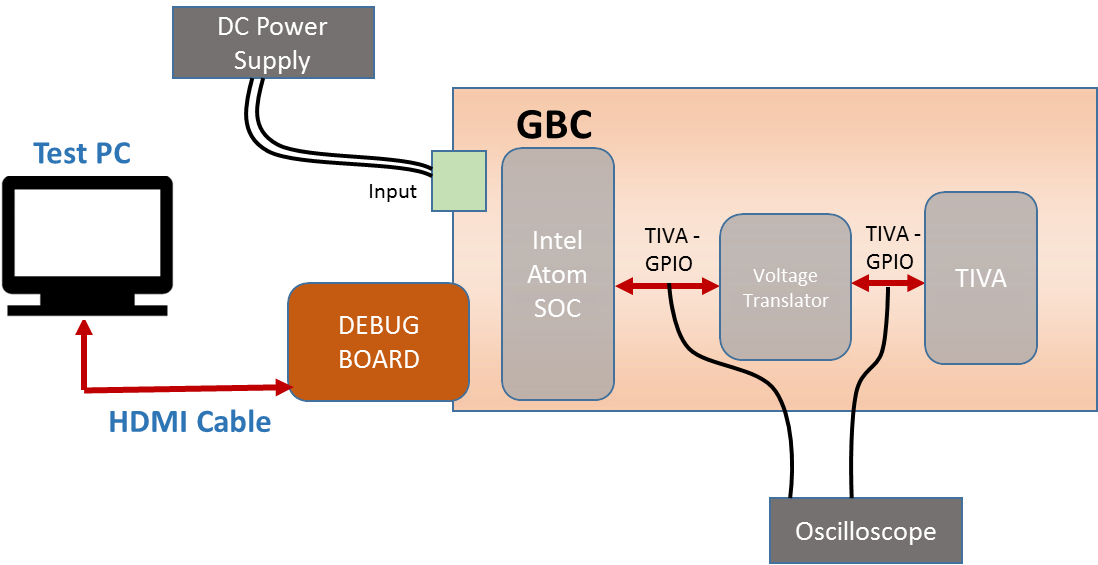 DC Power
Supply
GBC
Test PC
Input
Intel
Atom
SOC
TIVA -
GPIO
Voltage
Translator
TIVA -
GPIO
TIVA
DEBUG
BOARD
HDMI Cable
Oscilloscope